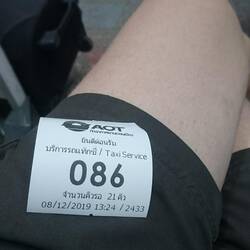 AOT
ยินดีต้อนรับ
บริการรถแท็กซี่ / Taxi Service
086
จำนวนคิวรอ 21 คิว
08/12/2019 13:24 / 2433